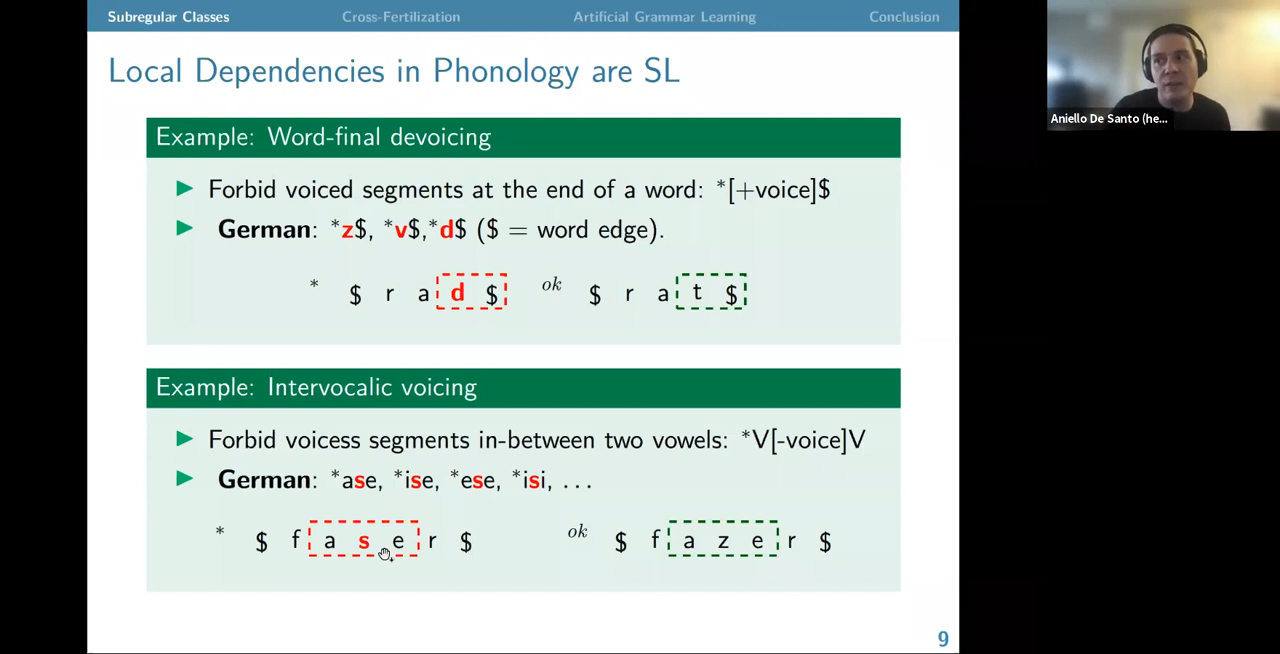 Subregular Classes Cross-Fertilization Artificial Grammar Learning Conclusion
Local Dependencies in Phonology are SL
Example: Word-final devoicing
Forbid voiced segments at the end of a word: *[+voice]$
German: *z$, *v$,*d$ ($ = word edge).
* $ r a d $ ok $ r a t $
Example: Intervocalic voicing
Forbid voicess segments in-between two vowels: *V[-voice]V
German: *ase, *ise, *ese, *isi, ...
* $ f a s e r $ ok $ f a z e r $
9
Aniello De Santo (he...